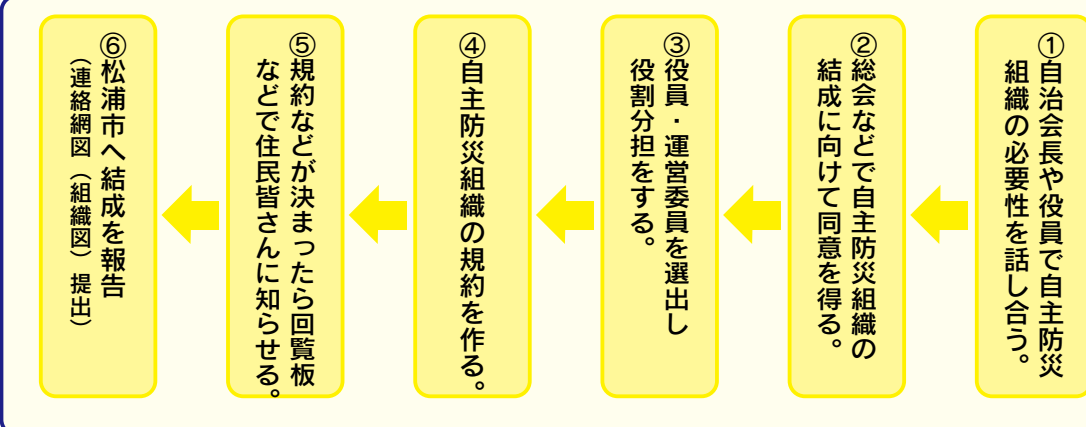 ①自治会長や役員で自主防災
組織の必要性を話し合う。
②総会などで自主防災組織の
結成に向けて同意を得る。
③役員・運営委員を選出し
役割分担をする。
④自主防災組織の規約を作る。
⑤規約などが決まったら回覧板
などで住民皆さんに知らせる。
⑥松浦市へ結成を報告
（連絡網図（組織図）提出）